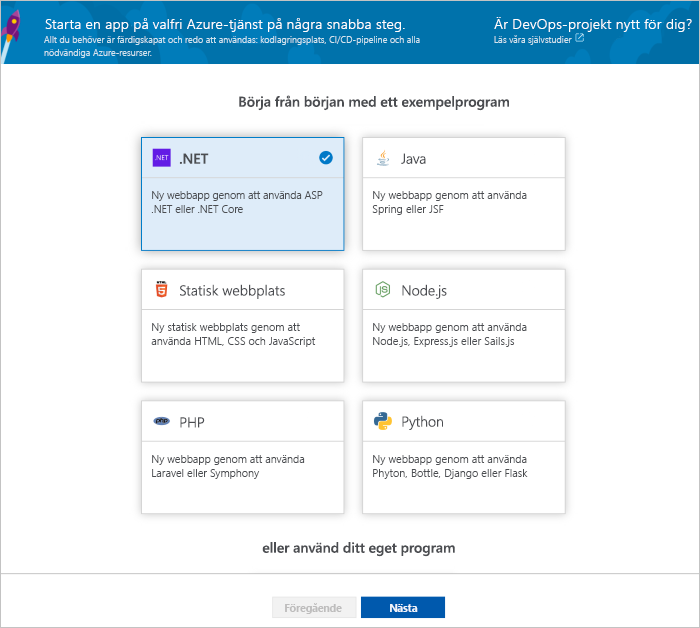 Starta en app på valfri Azure-tjänst på några snabba steg.
Allt du behöver är färdigskapat och redo att användas: kodlagringsplats, CI/CD-pipeline och alla
nödvändiga Azure-resurser.
Är DevOps-projekt nytt för dig?
Läs våra självstudier
Börja från början med ett exempelprogram
.NET .NET
Ny webbapp genom att använda ASP
.NET eller .NET Core
Java
Ny webbapp genom att använda
Spring eller JSF
HTML 5 Statisk webbplats
Ny statisk webbplats genom att
använda HTML, CSS och JavaScript
JS Node.js
Ny webbapp genom att använda
Node.js, Express.js eller Sails.js
php PHP
Ny webbapp genom att använda
Laravel eller Symphony
Python
Ny webbapp genom att använda
Phyton, Bottle, Django eller Flask
eller använd ditt eget program
Föregående
Nästa